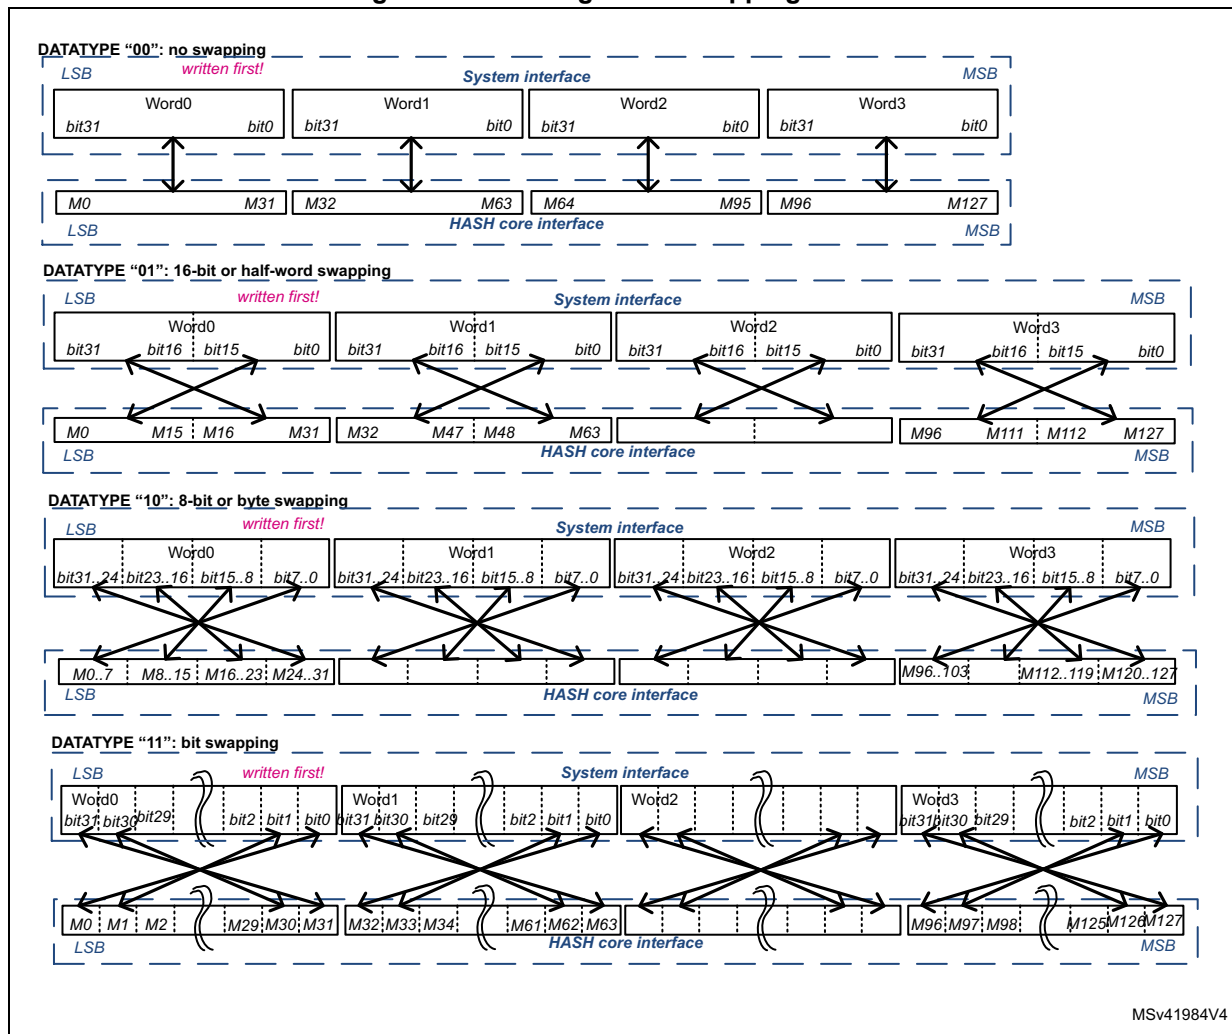 DATATYPE “00”: no swapping
LSB written first! System interface MSB
Word0 Word1 Word2 Word3
bit31 bit0 bit31 bit0 bit31 bit0 bit31 bit0
M0 M31 M32 M63 M64 M95 M96 M127
LSB HASH core interface MSB
DATATYPE “01”: 16-bit or half-word swapping
LSB written first! System interface MSB
Word0 Word1 Word2 Word3
bit31 bit16 bit15 bit0 bit31 bit16 bit15 bit0 bit31 bit16 bit15 bit0 bit31 bit16 bit15 bit0
M0 M15 M16 M31 M32 M47 M48 M63 M96 M111 M112 M127
LSB HASH core interface MSB
DATATYPE “10”: 8-bit or byte swapping
LSB written first! System interface MSB
Word0 Word1 Word2 Word3
bit31..24 bit23..16 bit15..8 bit7..0 bit31..24 bit23..16 bit15..8 bit7..0 bit31..24 bit23..16 bit15..8 bit7..0 bit31..24 bit23..16 bit15..8 bit7..0
M0..7 M8..15 M16..23 M24..31 M96..103 M112..119 M120..127
LSB HASH core interface MSB
DATATYPE “11”: bit swapping
LSB written first! System interface MSB
Word0 Word1 Word2 Word3
bit31 bit30 bit29 bit2 bit1 bit0 bit31 bit30 bit29 bit2 bit1 bit0 bit31 bit30 bit29 bit2 bit1 bit0
M0 M1 M2 M29 M30 M31 M32 M33 M34 M61 M62 M63 M96 M97 M98 M125 M126 M127
LSB HASH core interface MSB
MSv41984V4